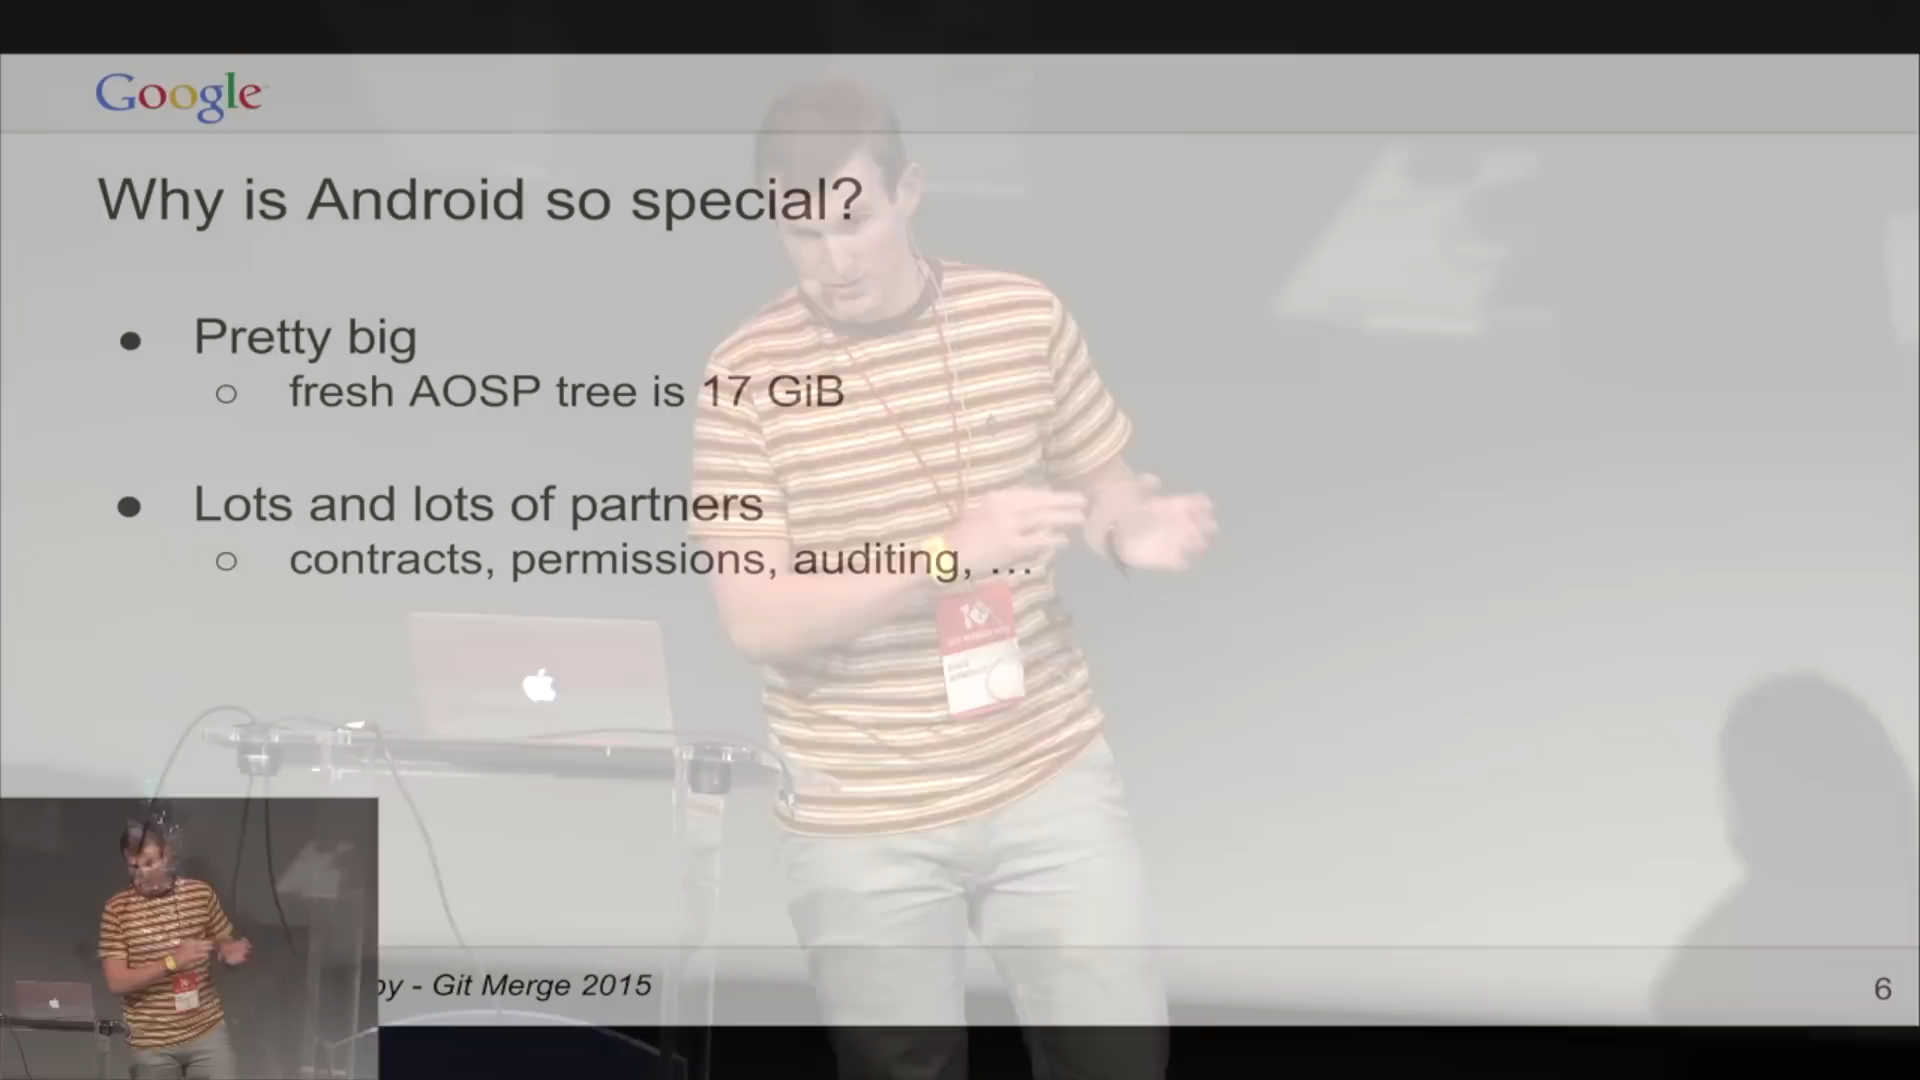 Google
Why is Android so special?
● Pretty big
○ fresh AOSP tree is 17 GiB
● Lots and lots of partners
○ contracts, permissions, auditing, …
by - Git Merge 2015
6